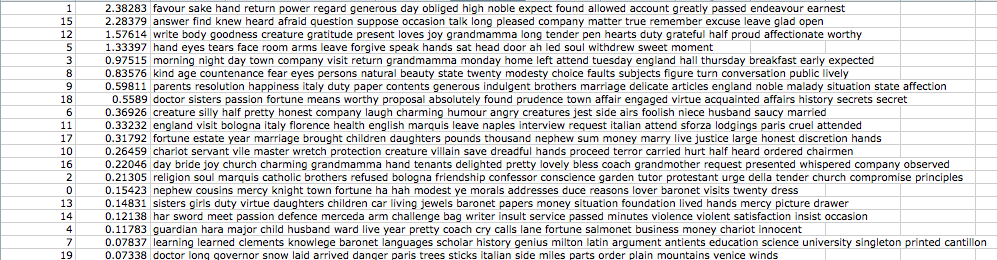 1 2.38283 favour sake hand return power regard generous day obliged high noble expect found allowed account greatly passed endeavour earnest
15 2.28379 answer find knew heard afraid question suppose occasion talk long pleased company matter true remember excuse leave glad open
12 1.57614 write body goodness creature gratitude present loves joy grandmamma long tender pen hearts duty grateful half proud affectionate worthy
5 1.33397 hand eyes tears face room arms leave forgive speak hands sat head door ah led soul withdrew sweet moment
3 0.97515 morning night day town company visit return grandmamma monday home left attend tuesday england hall thursday breakfast early expected
8 0.83576 kind age countenance fear eyes persons natural beauty state twenty modesty choice faults subjects figure turn conversation public lively
9 0.59811 parents resolution happiness italy duty paper contents generous indulgent brothers marriage delicate articles england noble malady situation state affection
18 0.5589 doctor sisters passion fortune means worthy proposal absolutely found prudence town affair engaged virtue acquainted affairs history secrets secret
6 0.36926 creature silly half pretty honest company laugh charming humour angry creatures jest side airs foolish niece husband saucy married
11 0.33232 england visit bologna italy florence health english marquis leave naples interview request italian attend sforza lodgings paris cruel attended
17 0.31792 fortune estate year marriage brought children daughters pounds thousand nephew sum money marry live justice large honest discretion hands
10 0.26459 chariot servant vile master wretch protection creature villain save dreadful hands proceed terror carried hurt half heard ordered chairmen
16 0.22046 day bride joy church charming grandmamma hand tenants delighted pretty lovely bless coach grandmother request presented whispered company observed
2 0.21305 religion soul marquis catholic brothers refused bologna friendship confessor conscience garden tutor protestant urge della tender church compromise principles
0 0.15423 nephew cousins mercy knight town fortune ha hah modest ye morals addresses duce reasons lover baronet visits twenty dress
13 0.14831 sisters girls duty virtue daughters children car living jewels baronet papers money situation foundation lived hands mercy picture drawer
14 0.12138 har sword meet passion defence merceda arm challenge bag writer insult service passed minutes violence violent satisfaction insist occasion
4 0.11783 guardian hara major child husband ward live year pretty coach cry calls lane fortune salmonet business money chariot innocent
7 0.07837 learning learned clements knowlege baronet languages scholar history genius milton latin argument antients education science university singleton printed cantillon
19 0.07338 doctor long governor snow laid arrived danger paris trees sticks italian side miles parts order plain mountains venice winds